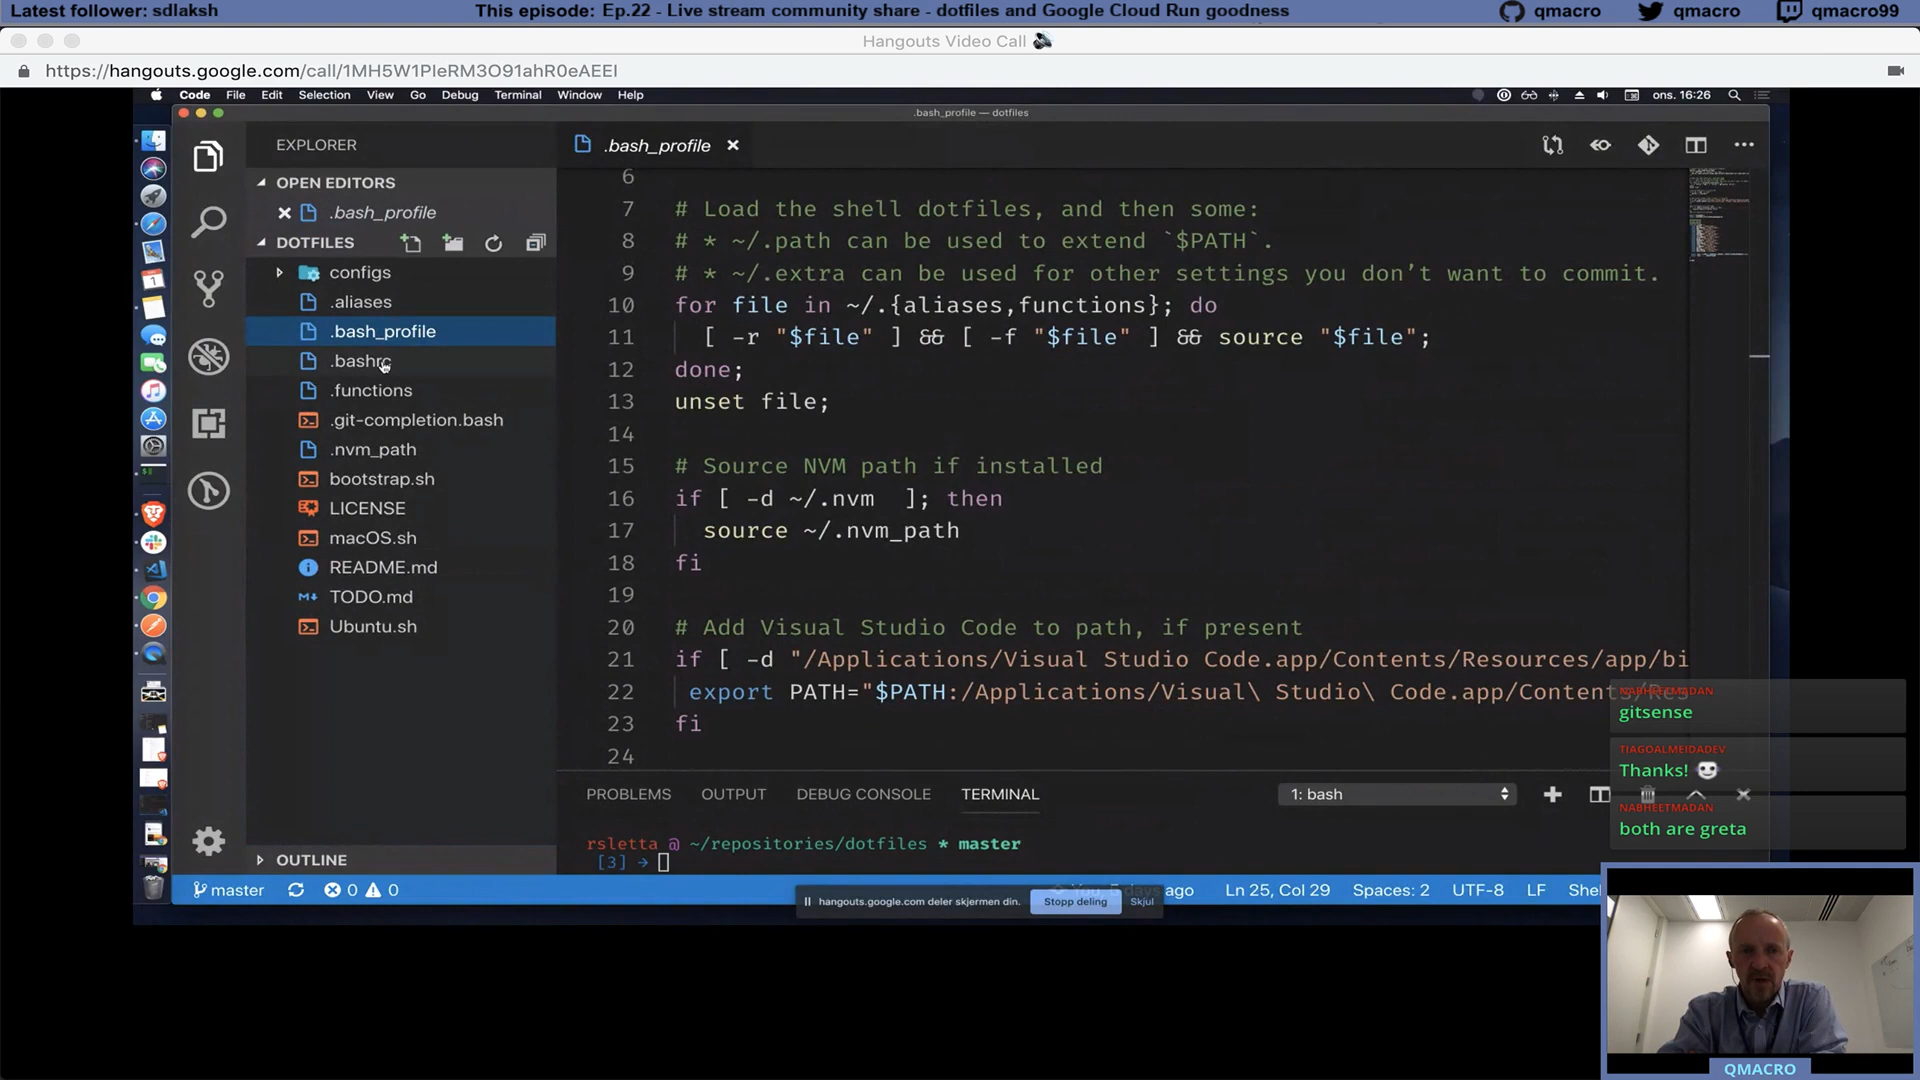 Latest follower: sdlaksh
This episode: Ep.22 - Live stream community share - dotfiles and Google Cloud Run goodness
qmacro
qmacro
qmacro99
Hangouts Video Call
https://hangouts.google.com/call/1MH5W1PIeRM3O91ahR0eAEEI
Code File Edit Selection View Go Debug Terminal Window Help
ons. 16:26
.bash_profile — dotfiles
EXPLORER
.bash_profile
OPEN EDITORS
.bash_profile
DOTFILES
configs
.aliases
.bash_profile
.bashrc
.functions
.git-completion.bash
.nvm_path
bootstrap.sh
LICENSE
macOS.sh
README.md
TODO.md
Ubuntu.sh
OUTLINE
6
7 # Load the shell dotfiles, and then some:
8 # * ~/.path can be used to extend `$PATH`.
9 # * ~/.extra can be used for other settings you don’t want to commit.
10 for file in ~/.{aliases,functions}; do
11 [ -r "$file" ] && [ -f "$file" ] && source "$file";
12 done;
13 unset file;
14
15 # Source NVM path if installed
16 if [ -d ~/.nvm ]; then
17 source ~/.nvm_path
18 fi
19
20 # Add Visual Studio Code to path, if present
21 if [ -d "/Applications/Visual Studio Code.app/Contents/Resources/app/bi
22 export PATH="$PATH:/Applications/Visual\ Studio\ Code.app/Contents/Res
23 fi
24
NABHEETMADAN
gitsense
TIAGOALMEIDADEV
Thanks!
NABHEETMADAN
both are greta
PROBLEMS OUTPUT DEBUG CONSOLE TERMINAL
1: bash
rsletta @ ~/repositories/dotfiles * master
[3] →
master
0 0
You, 5 days ago
Ln 25, Col 29
Spaces: 2
UTF-8
LF
Shel
hangouts.google.com deler skjermen din.
Stopp deling
Skjul
QMACRO